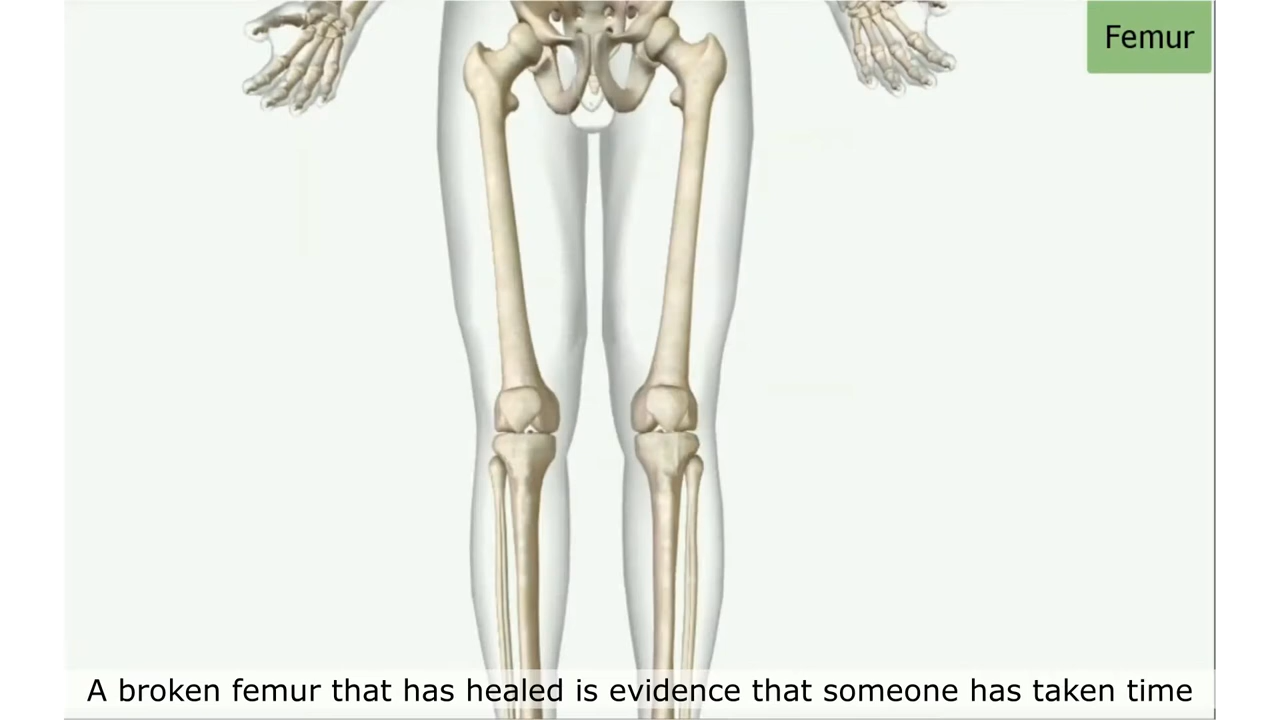 Femur
A broken femur that has healed is evidence that someone has taken time